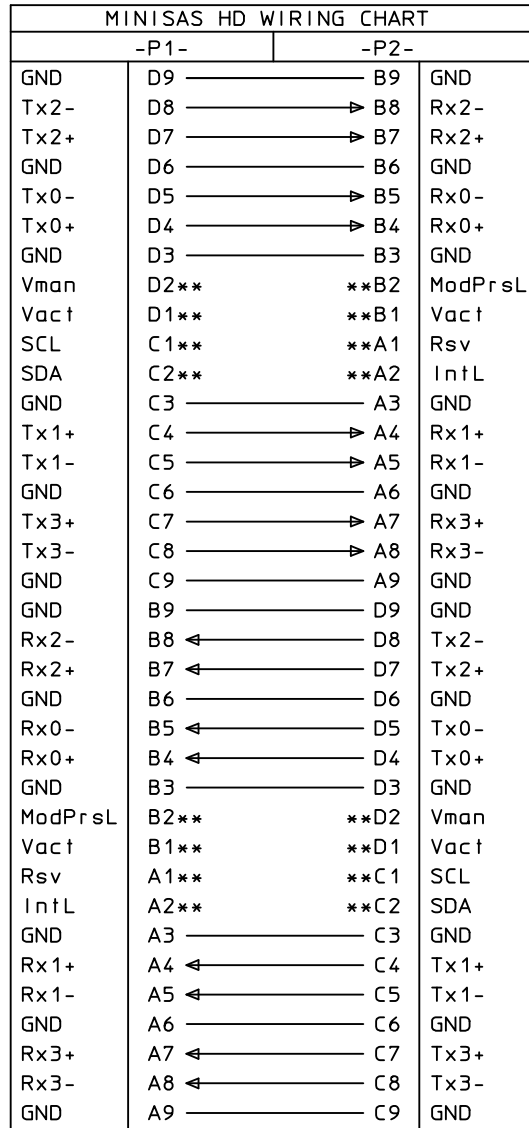 MINISAS HD WIRING CHART
-P1- -P2-
GND D9 B9 GND
Tx2- D8 B8 Rx2-
Tx2+ D7 B7 Rx2+
GND D6 B6 GND
Tx0- D5 B5 Rx0-
Tx0+ D4 B4 Rx0+
GND D3 B3 GND
Vman D2** **B2 ModPrsL
Vact D1** **B1 Vact
SCL C1** **A1 Rsv
SDA C2** **A2 IntL
GND C3 A3 GND
Tx1+ C4 A4 Rx1+
Tx1- C5 A5 Rx1-
GND C6 A6 GND
Tx3+ C7 A7 Rx3+
Tx3- C8 A8 Rx3-
GND C9 A9 GND
GND B9 D9 GND
Rx2- B8 D8 Tx2-
Rx2+ B7 D7 Tx2+
GND B6 D6 GND
Rx0- B5 D5 Tx0-
Rx0+ B4 D4 Tx0+
GND B3 D3 GND
ModPrsL B2** **D2 Vman
Vact B1** **D1 Vact
Rsv A1** **C1 SCL
IntL A2** **C2 SDA
GND A3 C3 GND
Rx1+ A4 C4 Tx1+
Rx1- A5 C5 Tx1-
GND A6 C6 GND
Rx3+ A7 C7 Tx3+
Rx3- A8 C8 Tx3-
GND A9 C9 GND